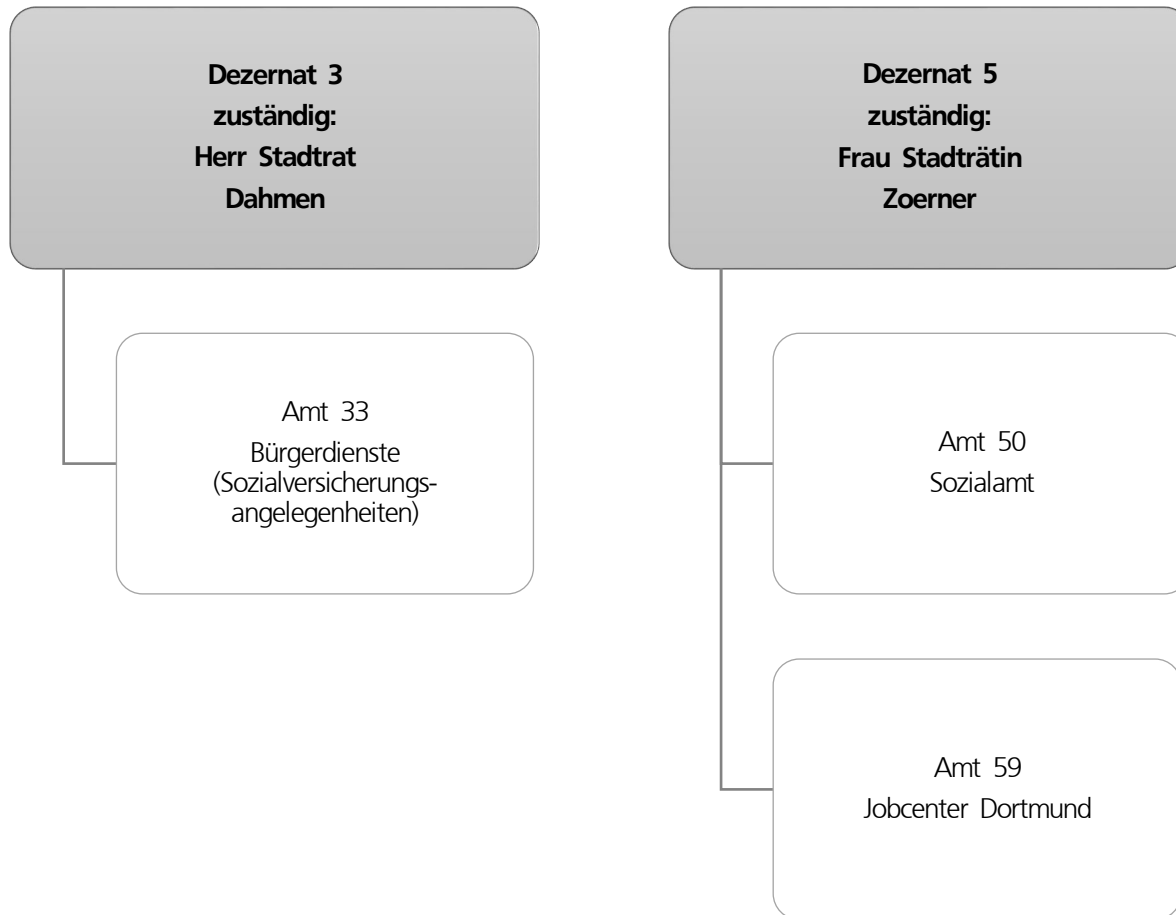 Dezernat 3
zuständig:
Herr Stadtrat
Dahmen
Amt 33
Bürgerdienste
(Sozialversicherungs-
angelegenheiten)
Dezernat 5
zuständig:
Frau Stadträtin
Zoerner
Amt 50
Sozialamt
Amt 59
Jobcenter Dortmund